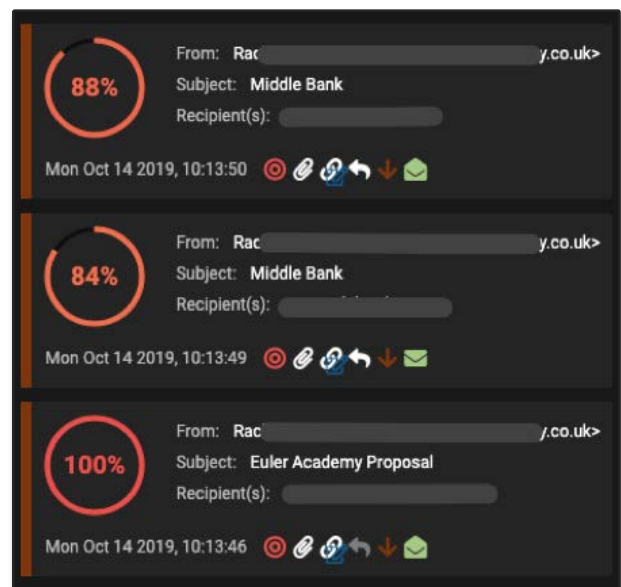 88%
From: Rac y.co.uk>
Subject: Middle Bank
Recipient(s):
Mon Oct 14 2019, 10:13:50
84%
From: Rac y.co.uk>
Subject: Middle Bank
Recipient(s):
Mon Oct 14 2019, 10:13:49
100%
From: Rac y.co.uk>
Subject: Euler Academy Proposal
Recipient(s):
Mon Oct 14 2019, 10:13:46